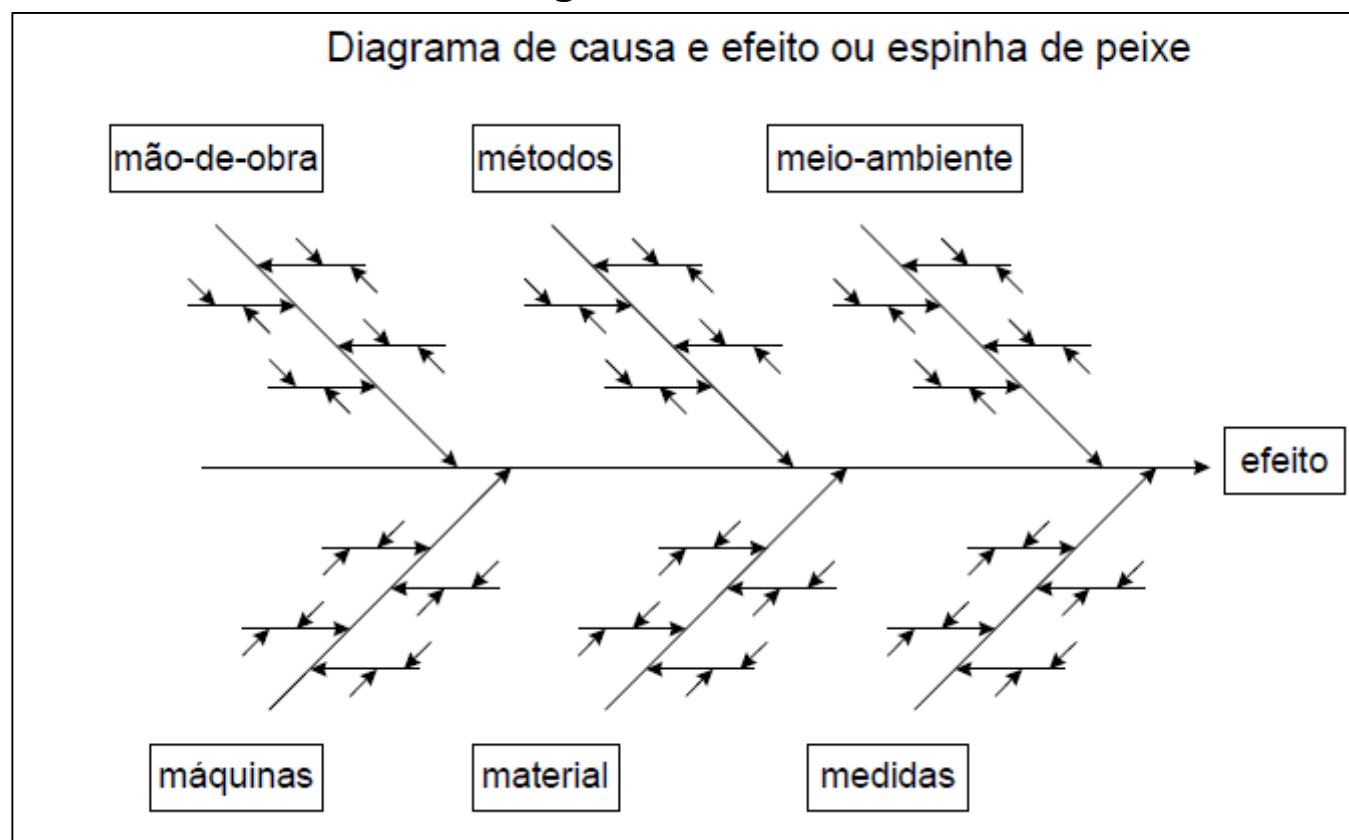 Diagrama de causa e efeito ou espinha de peixe
mão-de-obra
métodos
meio-ambiente
efeito
máquinas
material
medidas